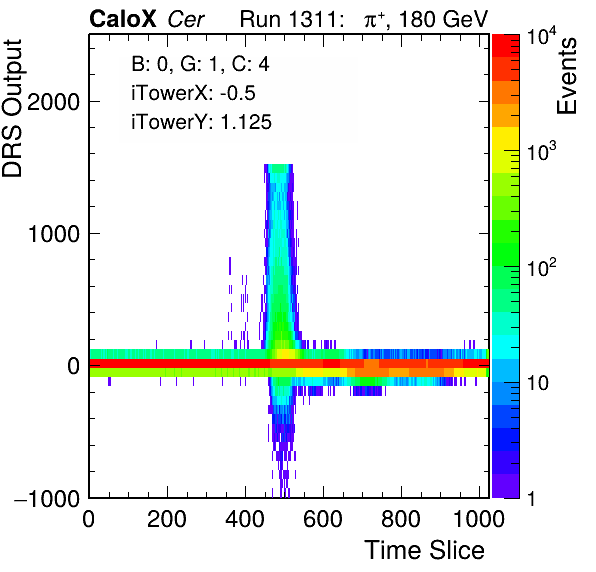 CaloX Cer Run 1311: π⁺, 180 GeV
B: 0, G: 1, C: 4
iTowerX: -0.5
iTowerY: 1.125
DRS Output
2000
1000
0
−1000
0 200 400 600 800 1000
Time Slice
Events
10⁴
10³
10²
10
1